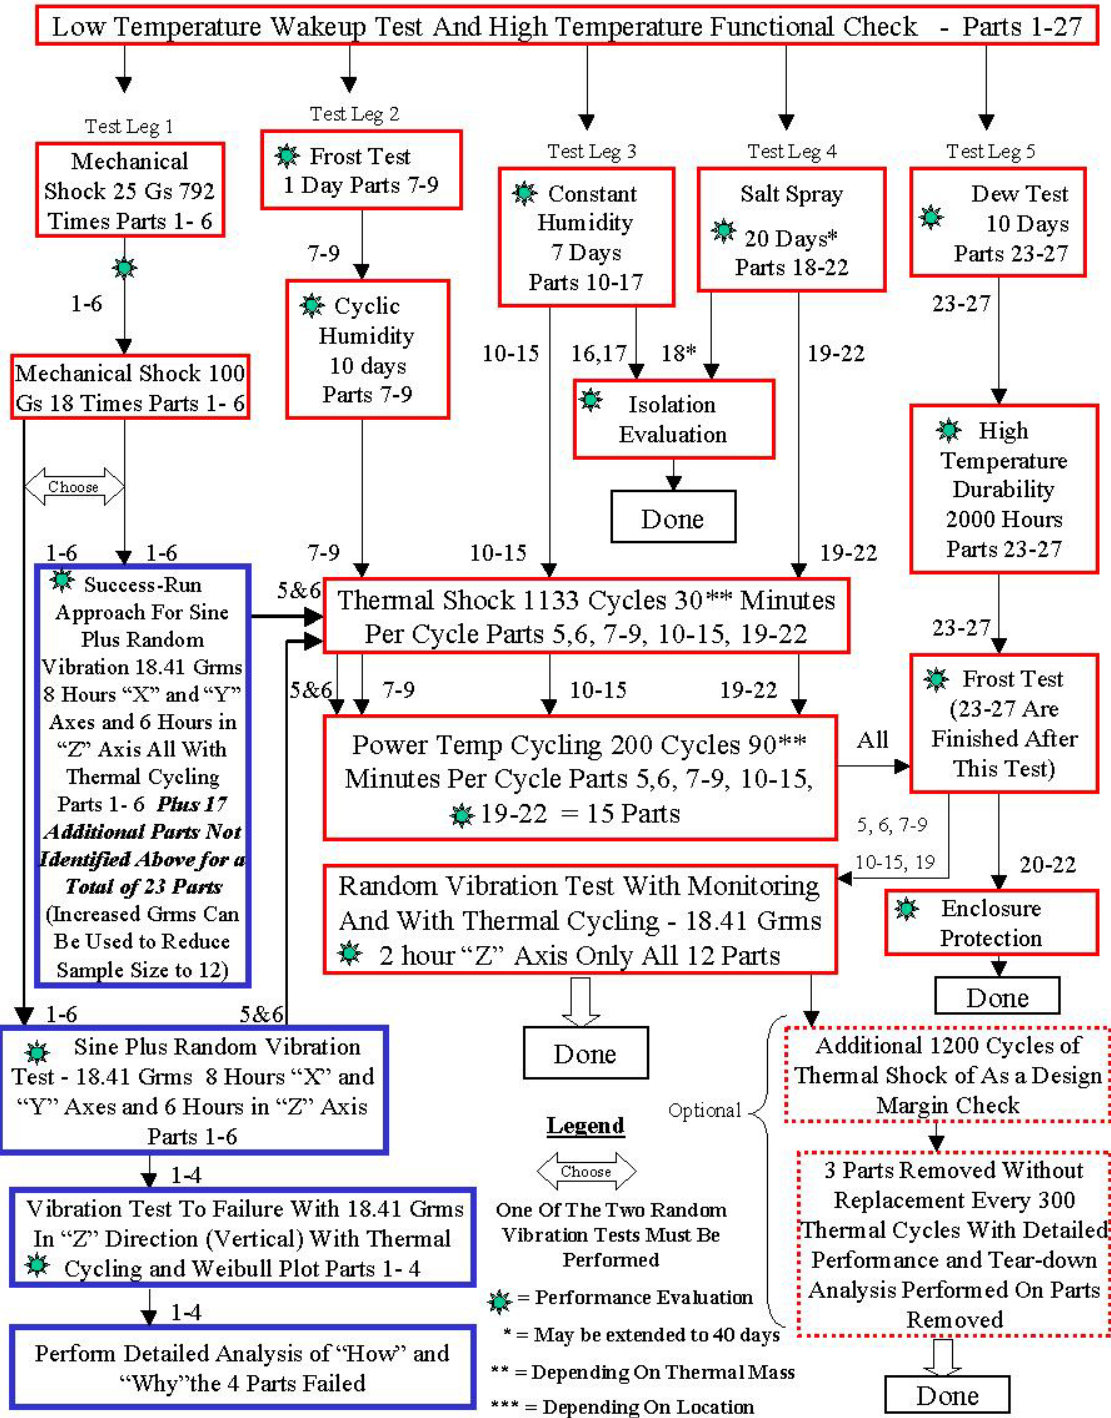 Low Temperature Wakeup Test And High Temperature Functional Check - Parts 1-27
Test Leg 1
Mechanical
Shock 25 Gs 792
Times Parts 1- 6
1-6
Mechanical Shock 100
Gs 18 Times Parts 1- 6
Choose
1-6
1-6
Success-Run
Approach For Sine
Plus Random
Vibration 18.41 Grms
8 Hours “X” and “Y”
Axes and 6 Hours in
“Z” Axis All With
Thermal Cycling
Parts 1- 6 Plus 17
Additional Parts Not
Identified Above for a
Total of 23 Parts
(Increased Grms Can
Be Used to Reduce
Sample Size to 12)
1-6
5&6
Sine Plus Random Vibration
Test - 18.41 Grms 8 Hours “X” and
“Y” Axes and 6 Hours in “Z” Axis
Parts 1-6
1-4
Vibration Test To Failure With 18.41 Grms
In “Z” Direction (Vertical) With Thermal
Cycling and Weibull Plot Parts 1- 4
1-4
Perform Detailed Analysis of “How” and
“Why”the 4 Parts Failed
Test Leg 2
Frost Test
1 Day Parts 7-9
7-9
Cyclic
Humidity
10 days
Parts 7-9
7-9
Test Leg 3
Constant
Humidity
7 Days
Parts 10-17
10-15
16,17
Test Leg 4
Salt Spray
20 Days*
Parts 18-22
18*
19-22
Isolation
Evaluation
Done
10-15
19-22
5&6
Thermal Shock 1133 Cycles 30** Minutes
Per Cycle Parts 5,6, 7-9, 10-15, 19-22
5&6
7-9
10-15
19-22
Power Temp Cycling 200 Cycles 90**
Minutes Per Cycle Parts 5,6, 7-9, 10-15,
19-22 = 15 Parts
All
Test Leg 5
Dew Test
10 Days
Parts 23-27
23-27
High
Temperature
Durability
2000 Hours
Parts 23-27
23-27
Frost Test
(23-27 Are
Finished After
This Test)
5, 6, 7-9
10-15, 19
20-22
Enclosure
Protection
Done
Random Vibration Test With Monitoring
And With Thermal Cycling - 18.41 Grms
2 hour “Z” Axis Only All 12 Parts
Done
Optional
Additional 1200 Cycles of
Thermal Shock of As a Design
Margin Check
3 Parts Removed Without
Replacement Every 300
Thermal Cycles With Detailed
Performance and Tear-down
Analysis Performed On Parts
Removed
Done
Legend
Choose
One Of The Two Random
Vibration Tests Must Be
Performed
= Performance Evaluation
* = May be extended to 40 days
** = Depending On Thermal Mass
*** = Depending On Location